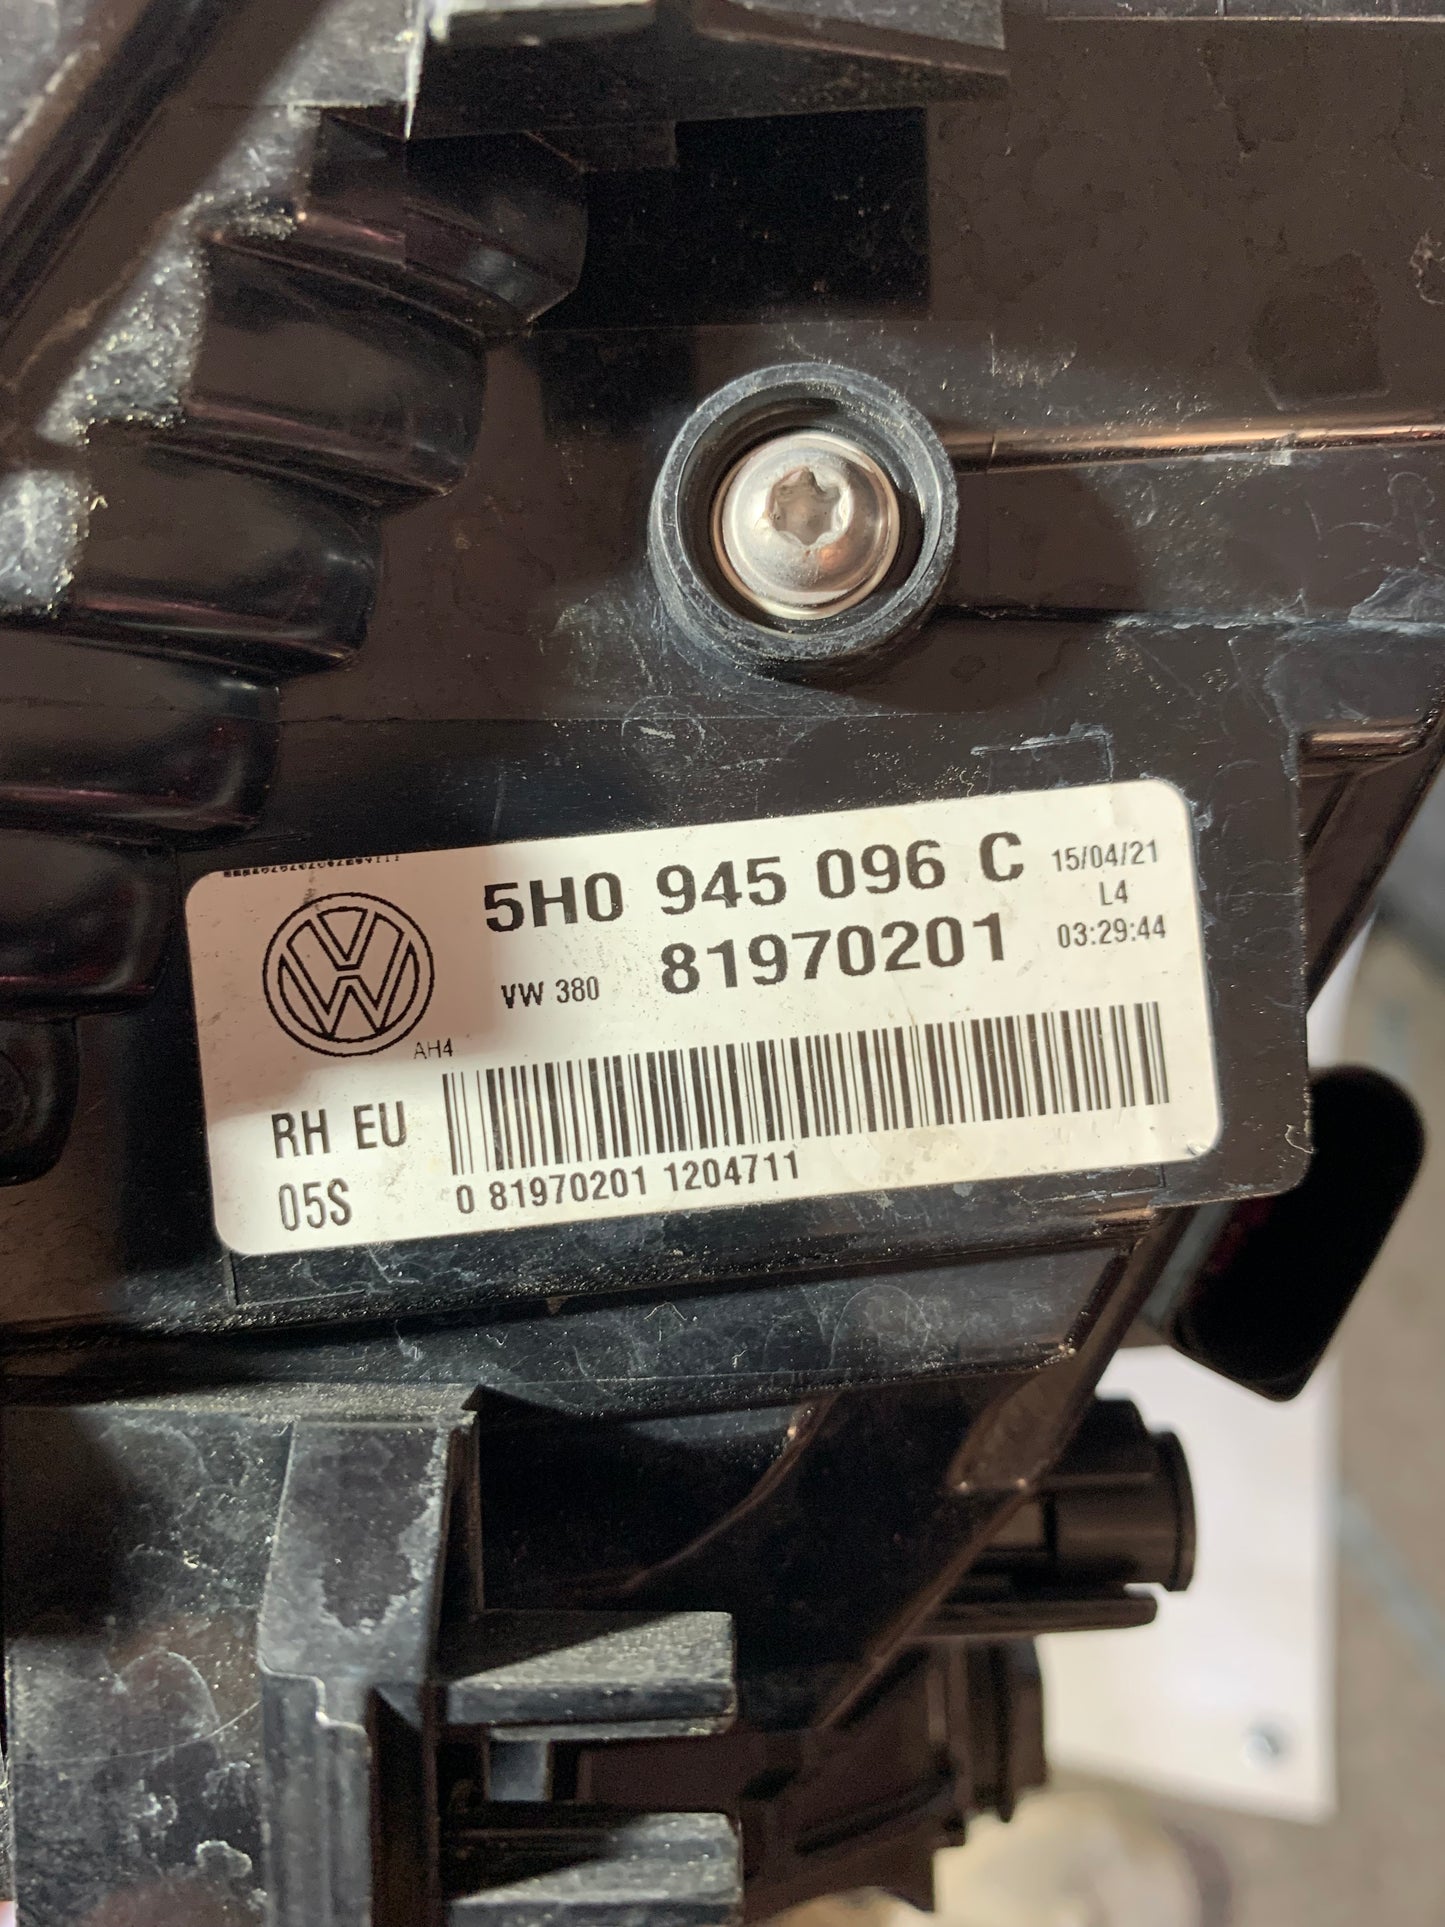 5H0 945 096 C
15/04/21
L4
VW 380
81970201
03:29:44
AH4
RH EU
05S
0 81970201 1204711